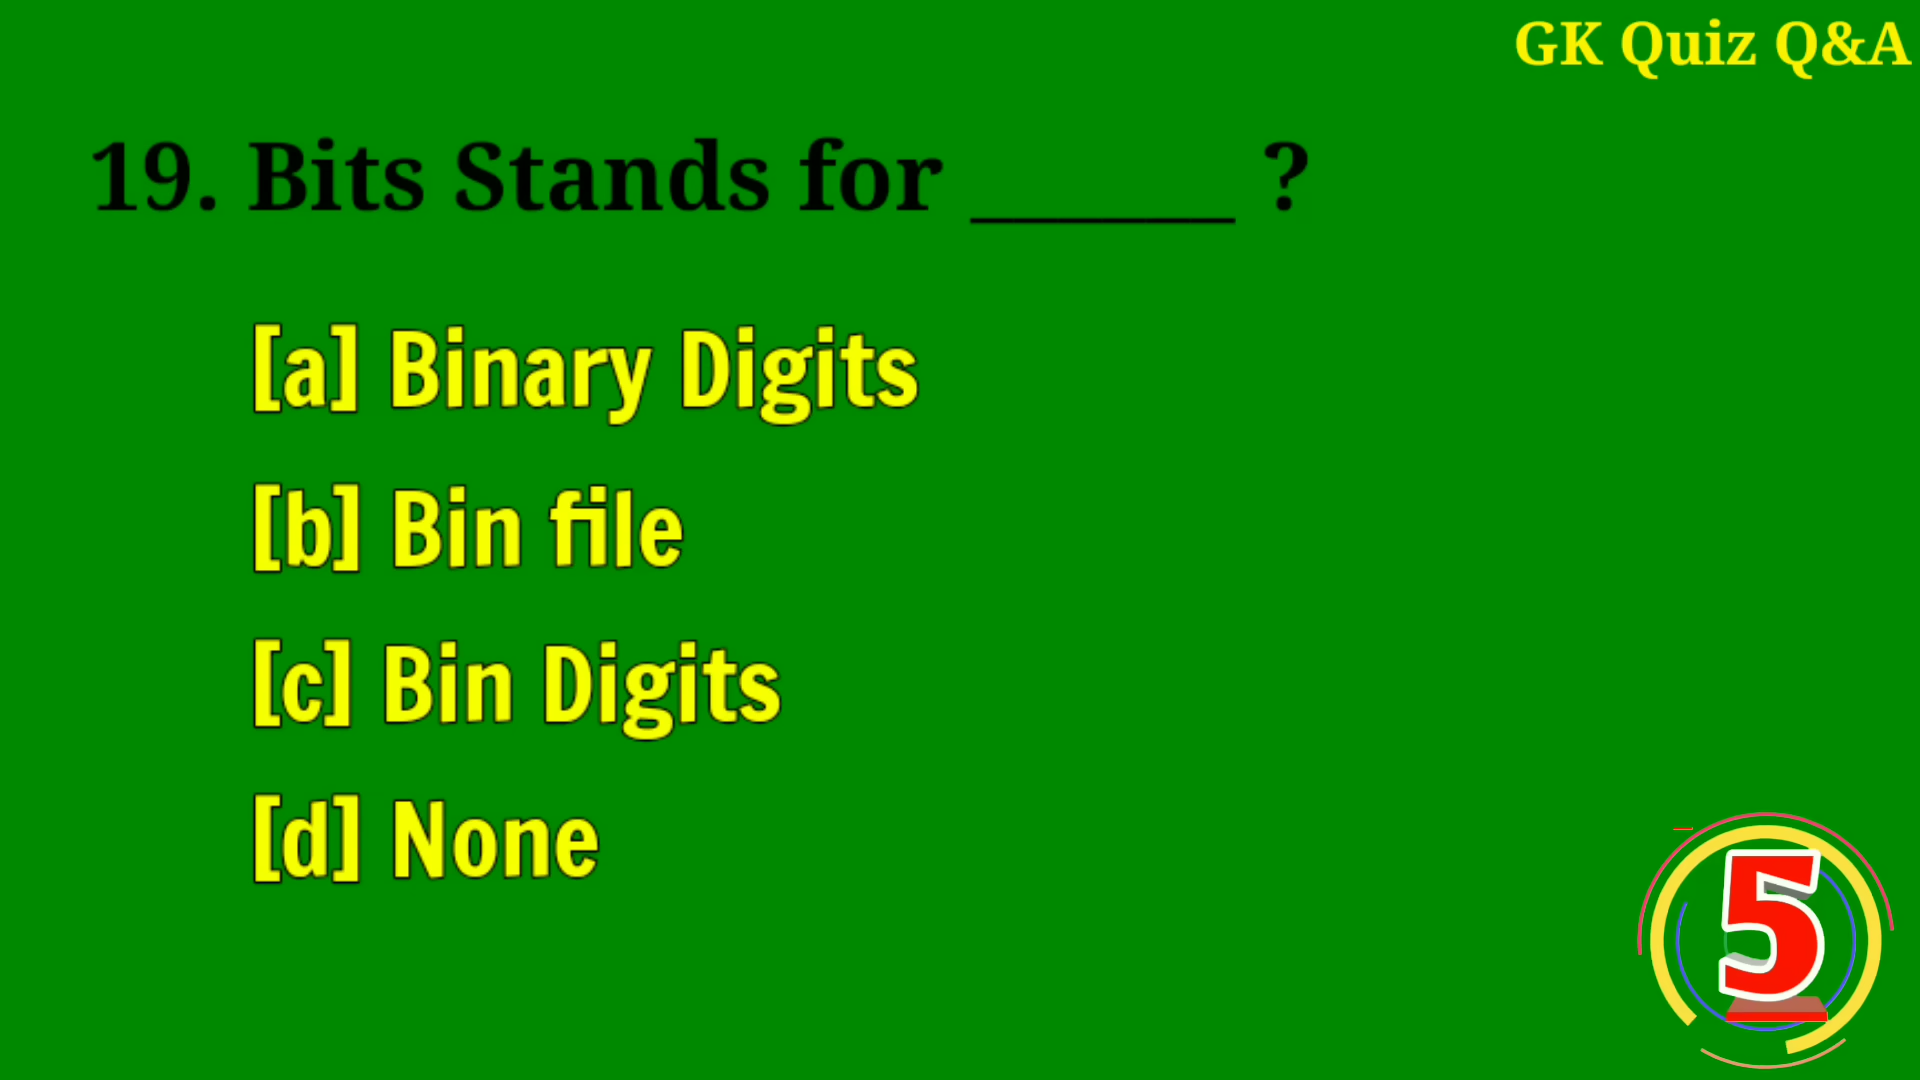 GK Quiz Q&A
19. Bits Stands for ______ ?
[a] Binary Digits
[b] Bin file
[c] Bin Digits
[d] None
5